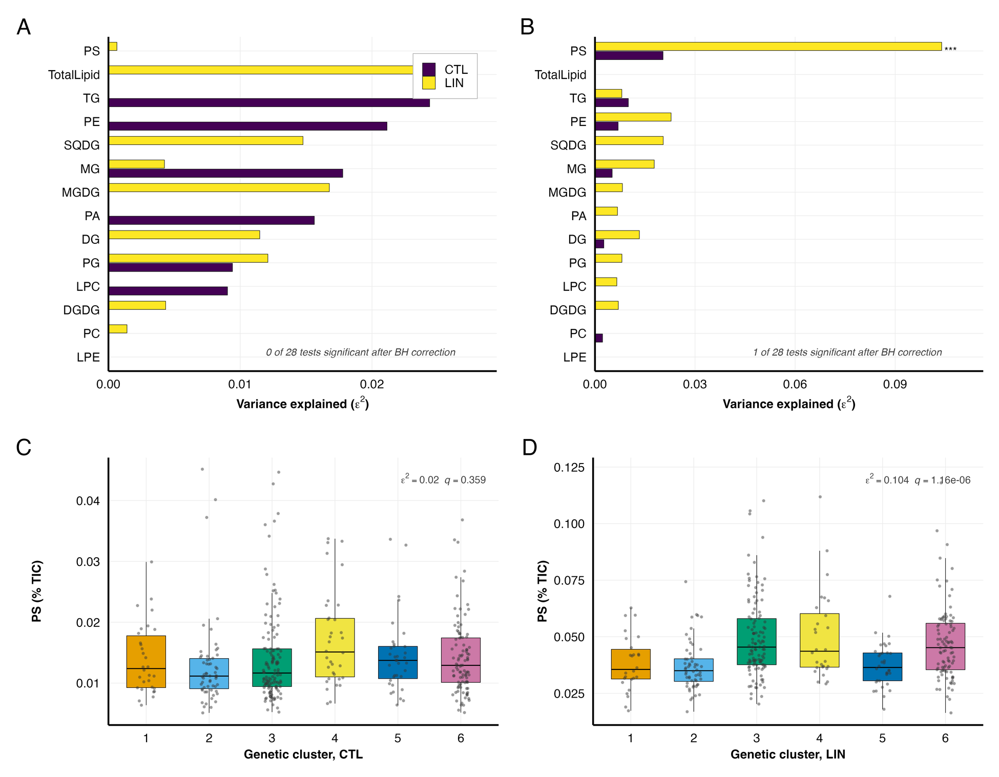 A
PS
TotalLipid
TG
PE
SQDG
MG
MGDG
PA
DG
PG
LPC
DGDG
PC
LPE
CTL
LIN
0 of 28 tests significant after BH correction
0.00 0.01 0.02
Variance explained (ε²)
B
PS
TotalLipid
TG
PE
SQDG
MG
MGDG
PA
DG
PG
LPC
DGDG
PC
LPE
***
1 of 28 tests significant after BH correction
0.00 0.03 0.06 0.09
Variance explained (ε²)
C
PS (% TIC)
0.04
0.03
0.02
0.01
ε² = 0.02 q = 0.359
1 2 3 4 5 6
Genetic cluster, CTL
D
PS (% TIC)
0.125
0.100
0.075
0.050
0.025
ε² = 0.104 q = 1.16e-06
1 2 3 4 5 6
Genetic cluster, LIN